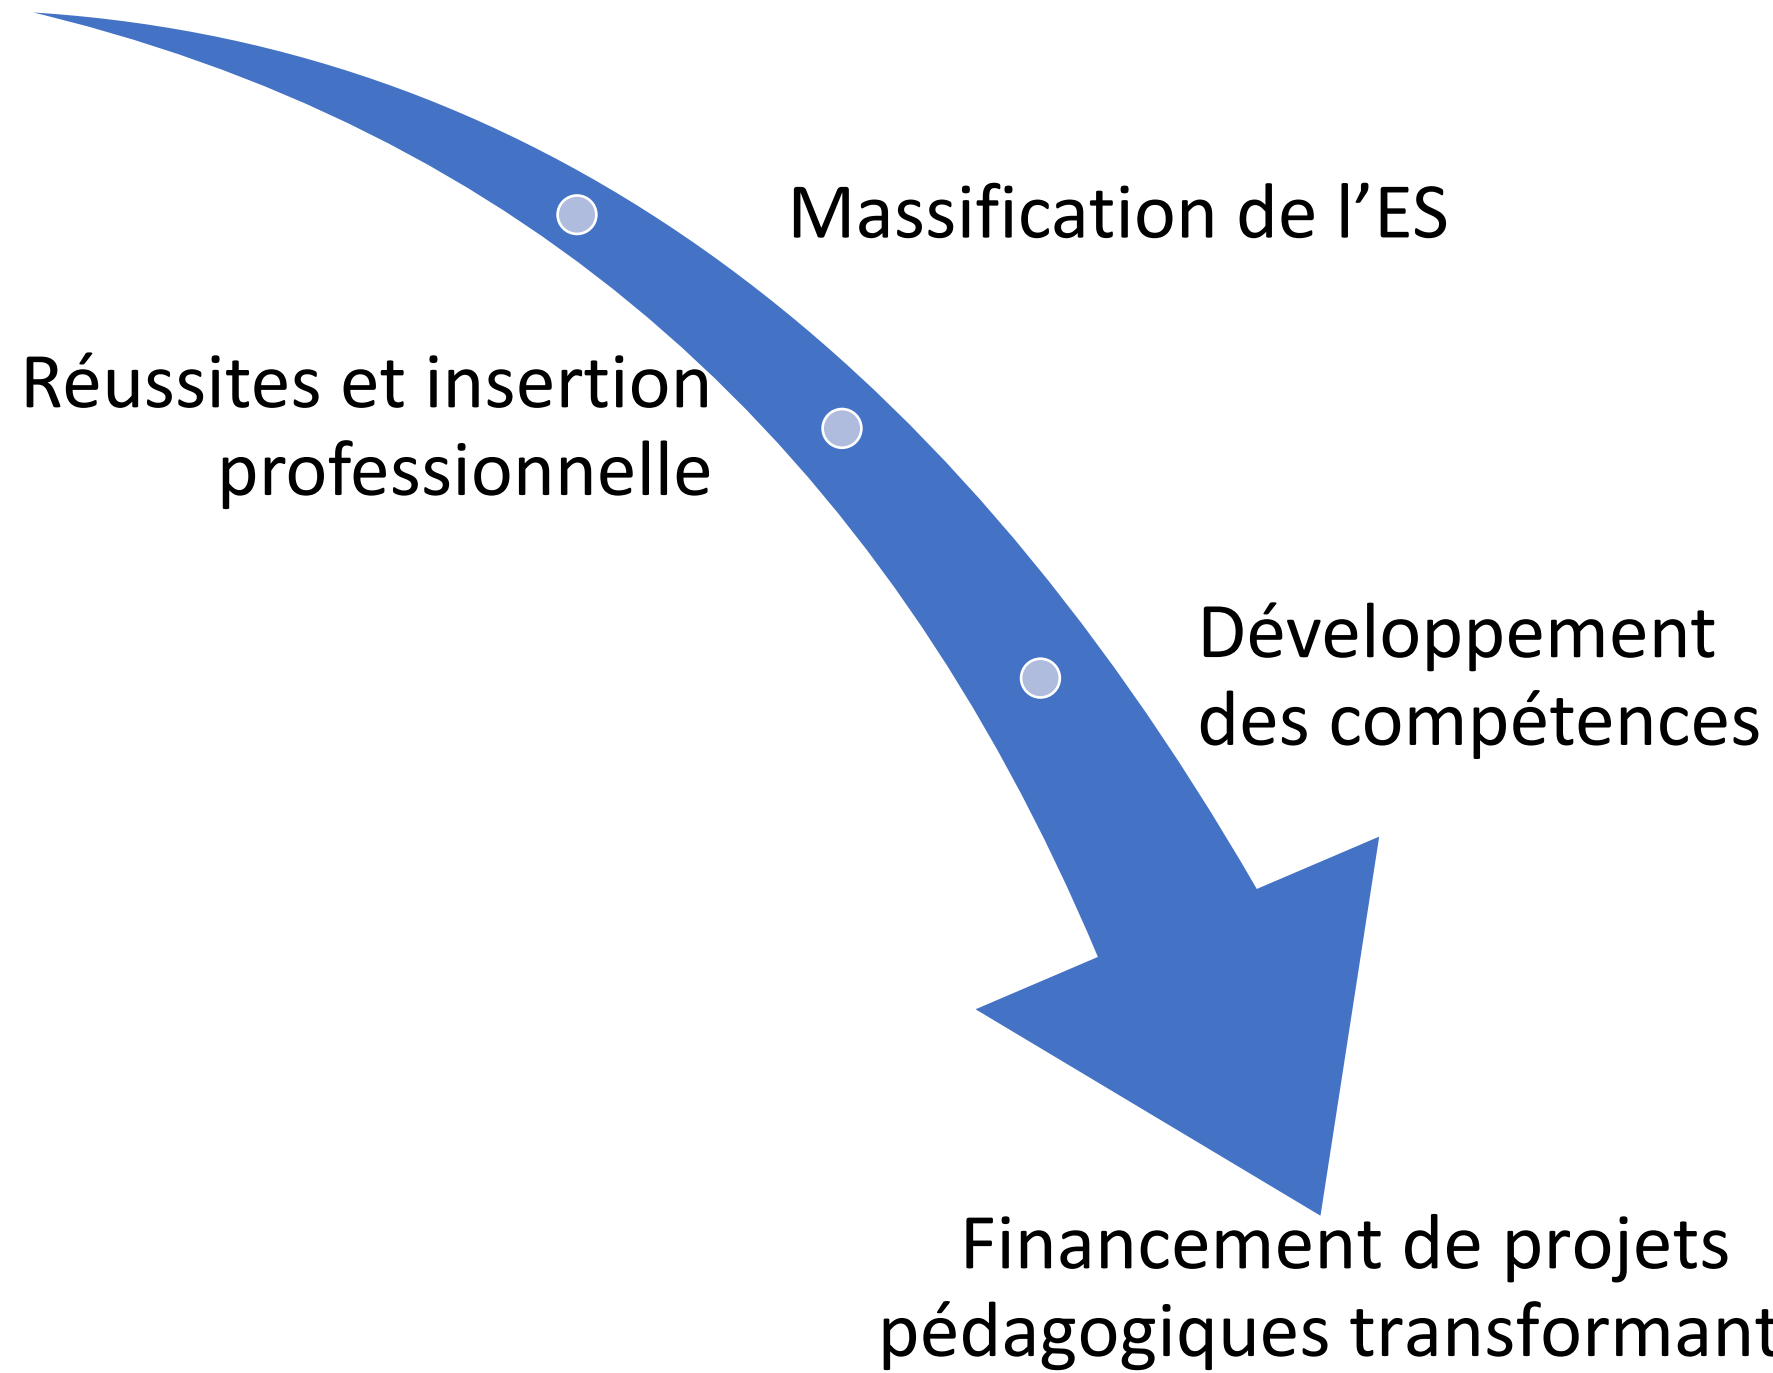 Massification de l’ES
Réussites et insertion
professionnelle
Développement
des compétences
Financement de projets
pédagogiques transformant